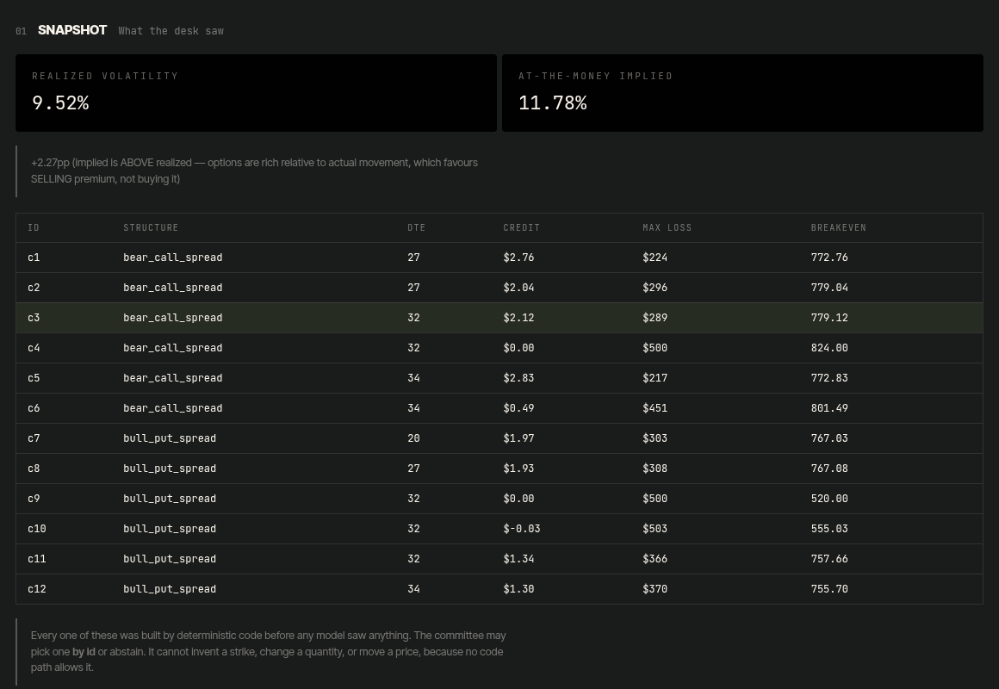 01 SNAPSHOT What the desk saw
REALIZED VOLATILITY
9.52%
AT-THE-MONEY IMPLIED
11.78%
+2.27pp (implied is ABOVE realized — options are rich relative to actual movement, which favours
SELLING premium, not buying it)
ID STRUCTURE DTE CREDIT MAX LOSS BREAKEVEN
c1 bear_call_spread 27 $2.76 $224 772.76
c2 bear_call_spread 27 $2.04 $296 779.04
c3 bear_call_spread 32 $2.12 $289 779.12
c4 bear_call_spread 32 $0.00 $500 824.00
c5 bear_call_spread 34 $2.83 $217 772.83
c6 bear_call_spread 34 $0.49 $451 801.49
c7 bull_put_spread 20 $1.97 $303 767.03
c8 bull_put_spread 27 $1.93 $308 767.08
c9 bull_put_spread 32 $0.00 $500 520.00
c10 bull_put_spread 32 $-0.03 $503 555.03
c11 bull_put_spread 32 $1.34 $366 757.66
c12 bull_put_spread 34 $1.30 $370 755.70
Every one of these was built by deterministic code before any model saw anything. The committee may
pick one by id or abstain. It cannot invent a strike, change a quantity, or move a price, because no code
path allows it.